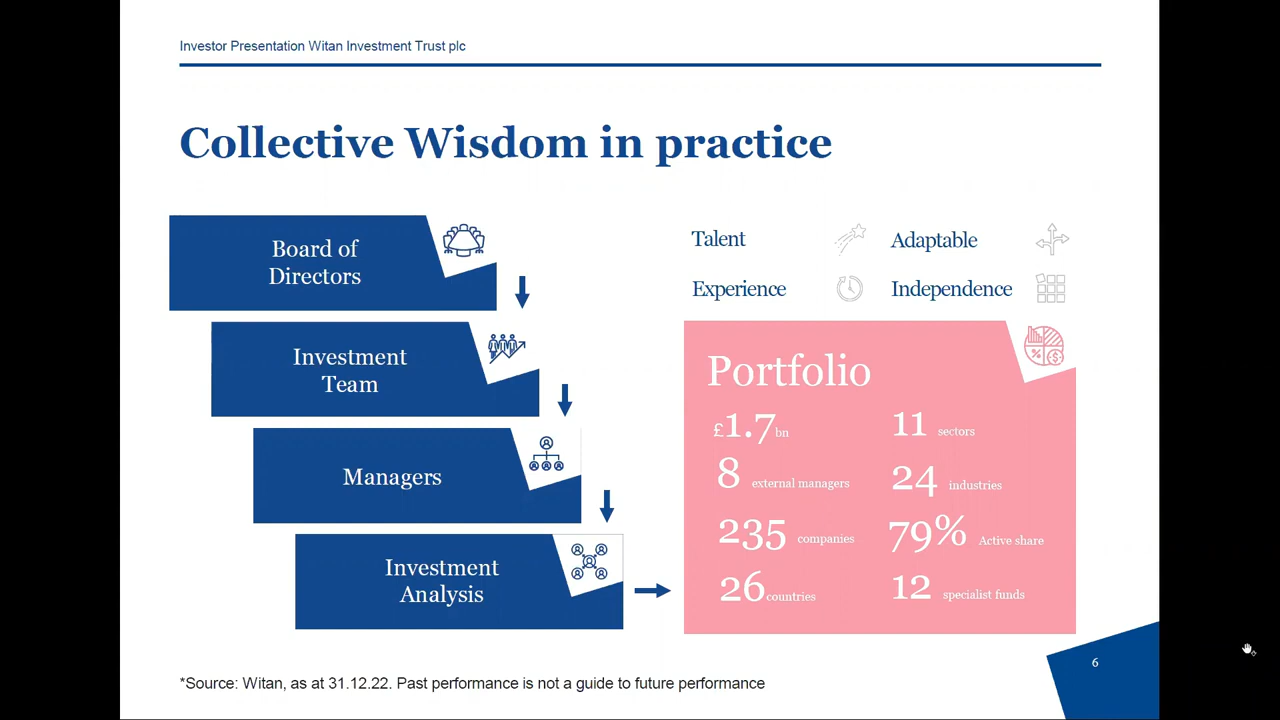 Investor Presentation Witan Investment Trust plc
Collective Wisdom in practice
Board of
Directors
Investment
Team
Managers
Investment
Analysis
Talent
Adaptable
Experience
Independence
Portfolio
£1.7bn
11 sectors
8 external managers
24 industries
235 companies
79% Active share
26 countries
12 specialist funds
*Source: Witan, as at 31.12.22. Past performance is not a guide to future performance
6